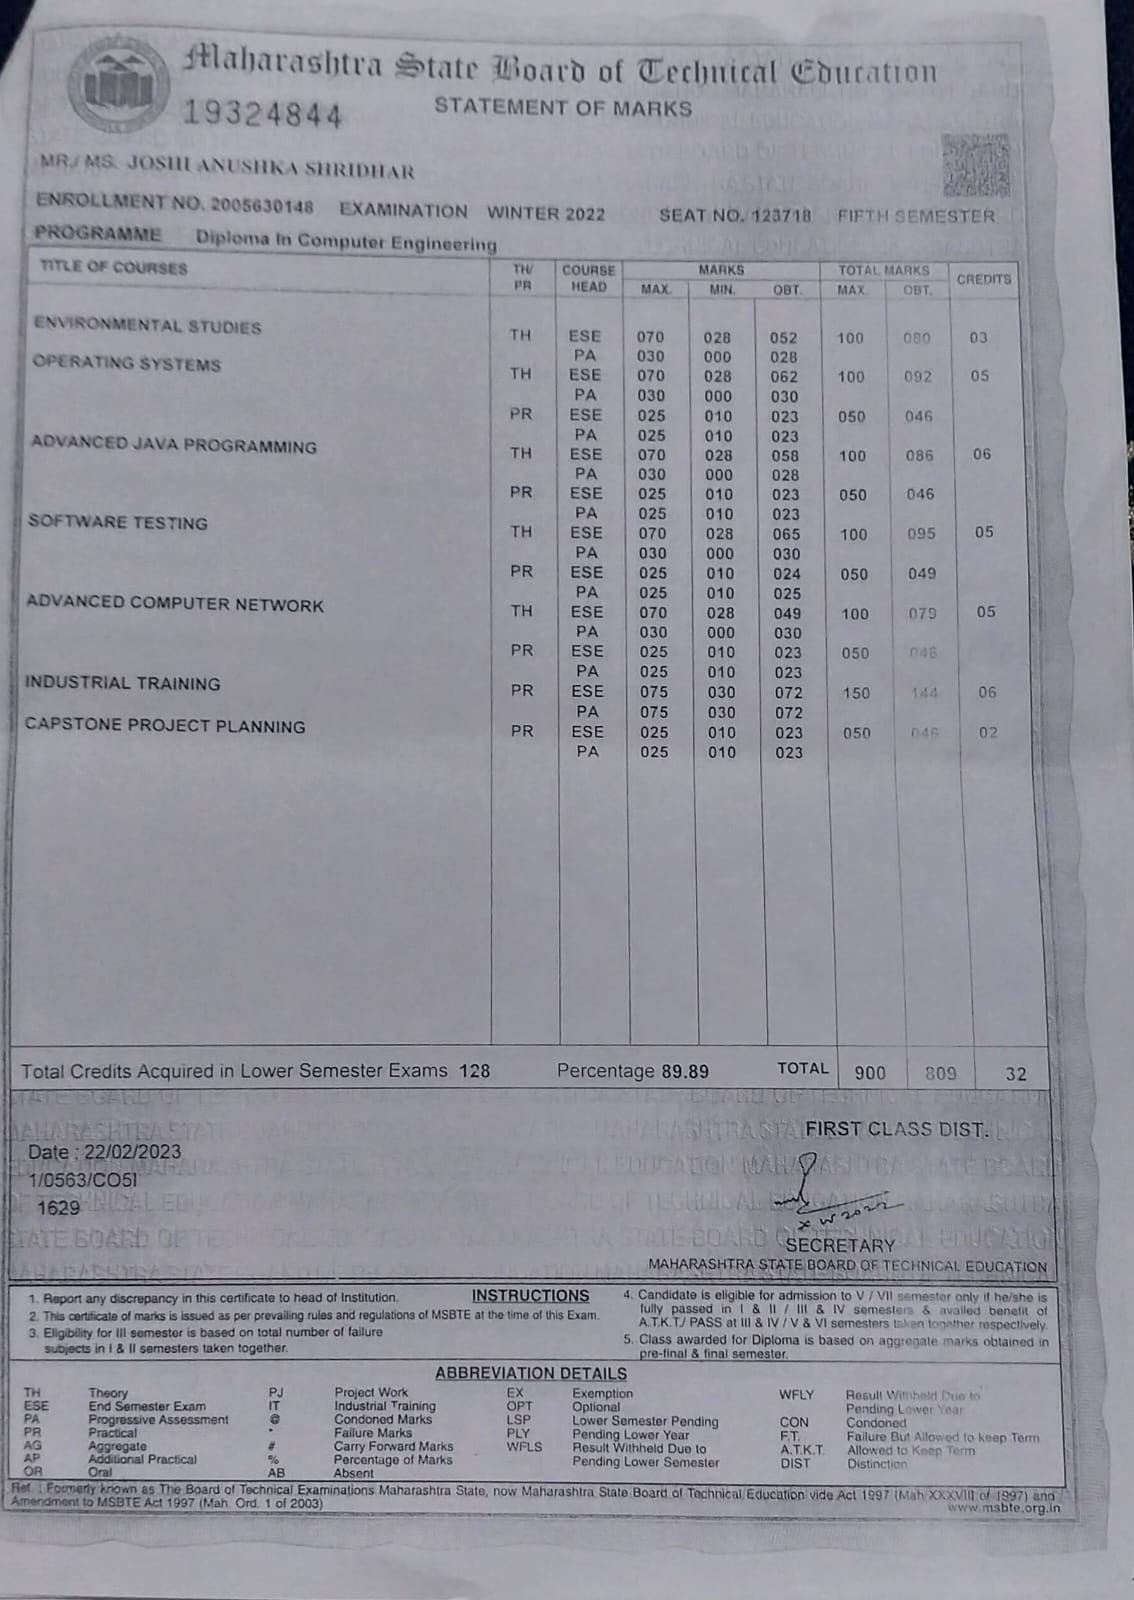 Maharashtra State Board of Technical Education
19324844 STATEMENT OF MARKS
MR./MS. JOSHI ANUSHKA SHRIDHAR
ENROLLMENT NO. 2005630148 EXAMINATION WINTER 2022 SEAT NO. 123718 FIFTH SEMESTER
PROGRAMME Diploma In Computer Engineering
TITLE OF COURSES TH/ PR COURSE HEAD MARKS TOTAL MARKS CREDITS
MAX. MIN. OBT. MAX. OBT.
ENVIRONMENTAL STUDIES TH ESE 070 028 052 100 080 03
PA 030 000 028
OPERATING SYSTEMS TH ESE 070 028 062 100 092 05
PA 030 000 030
PR ESE 025 010 023 050 046
PA 025 010 023
ADVANCED JAVA PROGRAMMING TH ESE 070 028 058 100 086 06
PA 030 000 028
PR ESE 025 010 023 050 046
PA 025 010 023
SOFTWARE TESTING TH ESE 070 028 065 100 095 05
PA 030 000 030
PR ESE 025 010 024 050 049
PA 025 010 025
ADVANCED COMPUTER NETWORK TH ESE 070 028 049 100 079 05
PA 030 000 030
PR ESE 025 010 023 050 046
PA 025 010 023
INDUSTRIAL TRAINING PR ESE 075 030 072 150 144 06
PA 075 030 072
CAPSTONE PROJECT PLANNING PR ESE 025 010 023 050 046 02
PA 025 010 023
Total Credits Acquired in Lower Semester Exams 128 Percentage 89.89 TOTAL 900 809 32
FIRST CLASS DIST.
Date : 22/02/2023
1/0563/CO5I
1629
W 2022
SECRETARY
MAHARASHTRA STATE BOARD OF TECHNICAL EDUCATION
INSTRUCTIONS
1. Report any discrepancy in this certificate to head of Institution.
2. This certificate of marks is issued as per prevailing rules and regulations of MSBTE at the time of this Exam.
3. Eligibility for III semester is based on total number of failure
subjects in I & II semesters taken together.
4. Candidate is eligible for admission to V / VII semester only if he/she is
fully passed in I & II / III & IV semesters & availed benefit of
A.T.K.T./ PASS at III & IV / V & VI semesters taken together respectively.
5. Class awarded for Diploma is based on aggregate marks obtained in
pre-final & final semester.
ABBREVIATION DETAILS
TH Theory PJ Project Work EX Exemption WFLY Result Withheld Due to
ESE End Semester Exam IT Industrial Training OPT Optional Pending Lower Year
PA Progressive Assessment @ Condoned Marks LSP Lower Semester Pending CON Condoned
PR Practical * Failure Marks PLY Pending Lower Year F.T. Failure But Allowed to keep Term
AG Aggregate # Carry Forward Marks WFLS Result Withheld Due to A.T.K.T. Allowed to Keep Term
AP Additional Practical % Percentage of Marks Pending Lower Semester DIST Distinction
OR Oral AB Absent
Ref. : Formerly known as The Board of Technical Examinations Maharashtra State, now Maharashtra State Board of Technical Education vide Act 1997 (Mah XXXVIII of 1997) and
Amendment to MSBTE Act 1997 (Mah. Ord. 1 of 2003) www.msbte.org.in